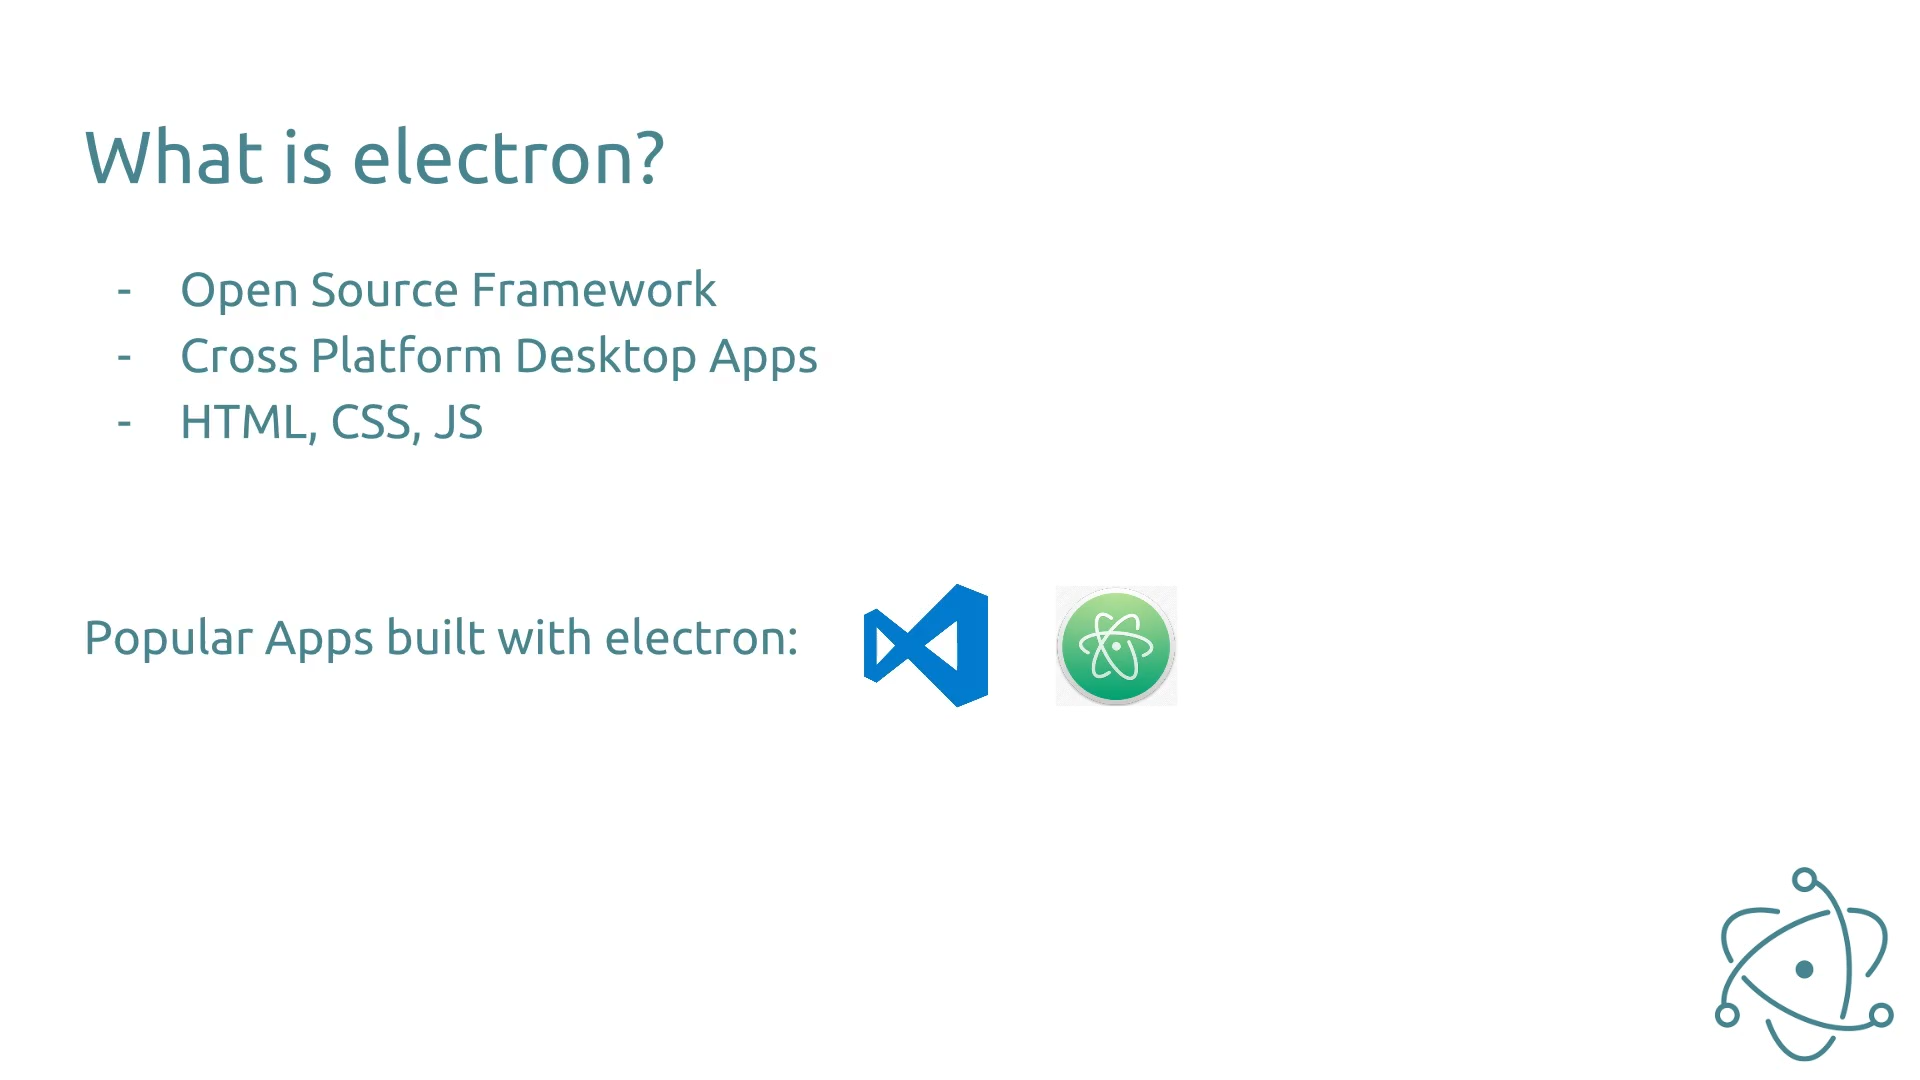 What is electron?
- Open Source Framework
- Cross Platform Desktop Apps
- HTML, CSS, JS
Popular Apps built with electron: